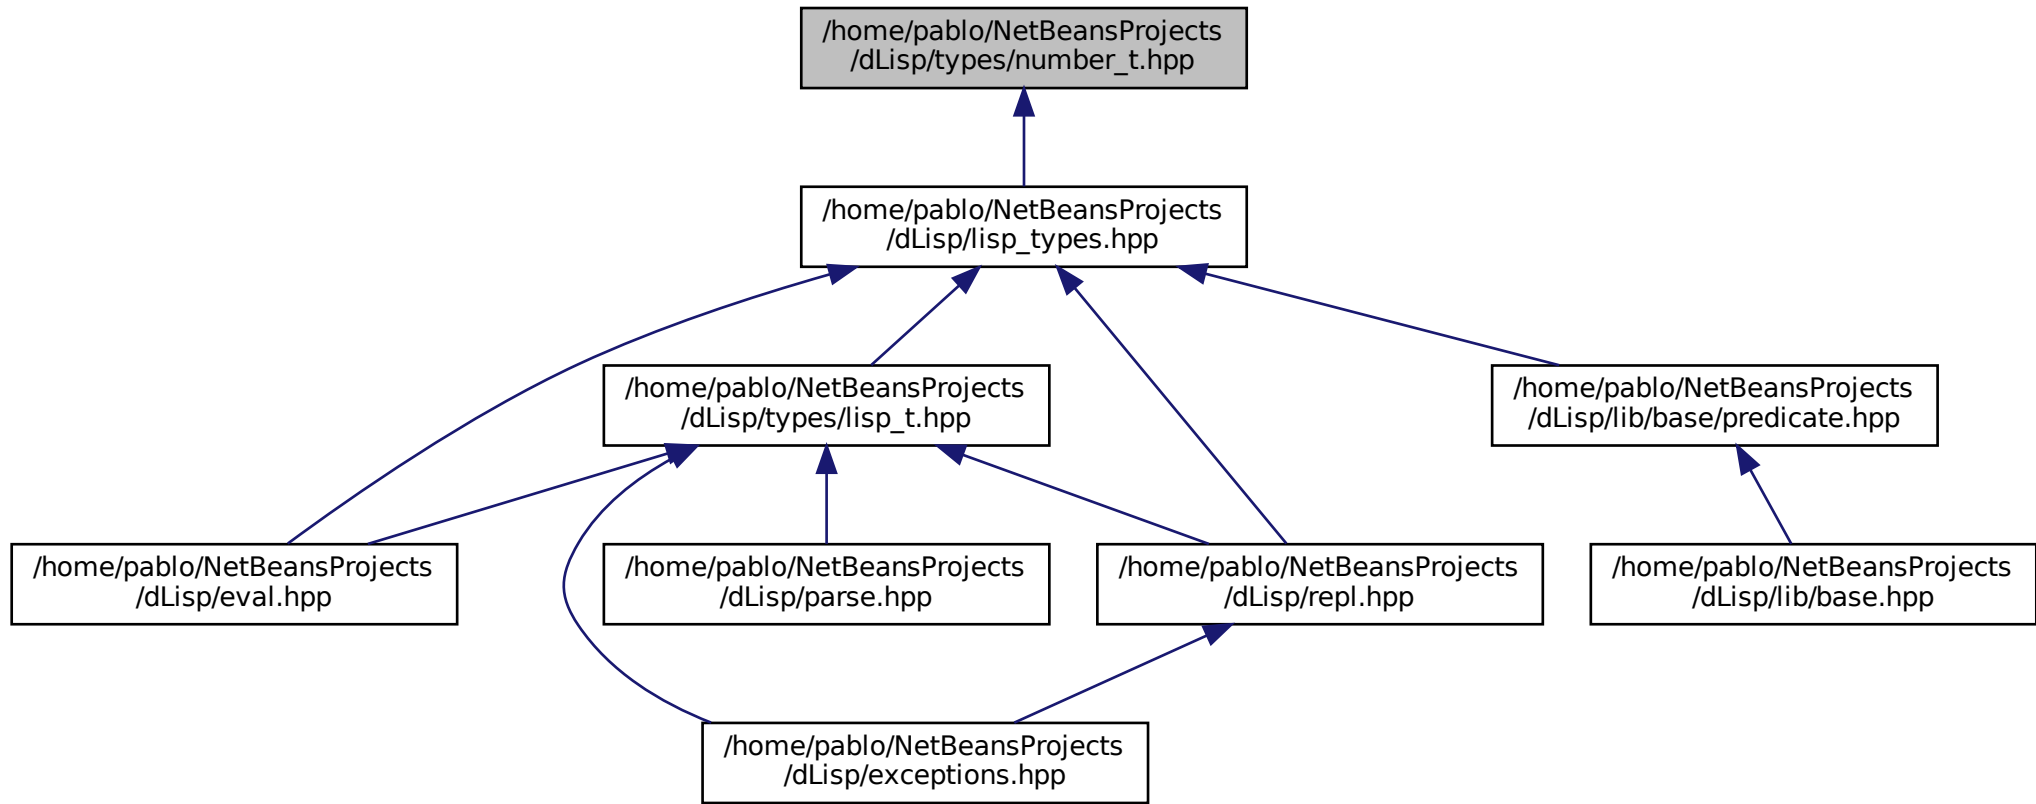 /home/pablo/NetBeansProjects
/dLisp/types/number_t.hpp
/home/pablo/NetBeansProjects
/dLisp/lisp_types.hpp
/home/pablo/NetBeansProjects
/dLisp/types/lisp_t.hpp
/home/pablo/NetBeansProjects
/dLisp/lib/base/predicate.hpp
/home/pablo/NetBeansProjects
/dLisp/eval.hpp
/home/pablo/NetBeansProjects
/dLisp/parse.hpp
/home/pablo/NetBeansProjects
/dLisp/repl.hpp
/home/pablo/NetBeansProjects
/dLisp/lib/base.hpp
/home/pablo/NetBeansProjects
/dLisp/exceptions.hpp